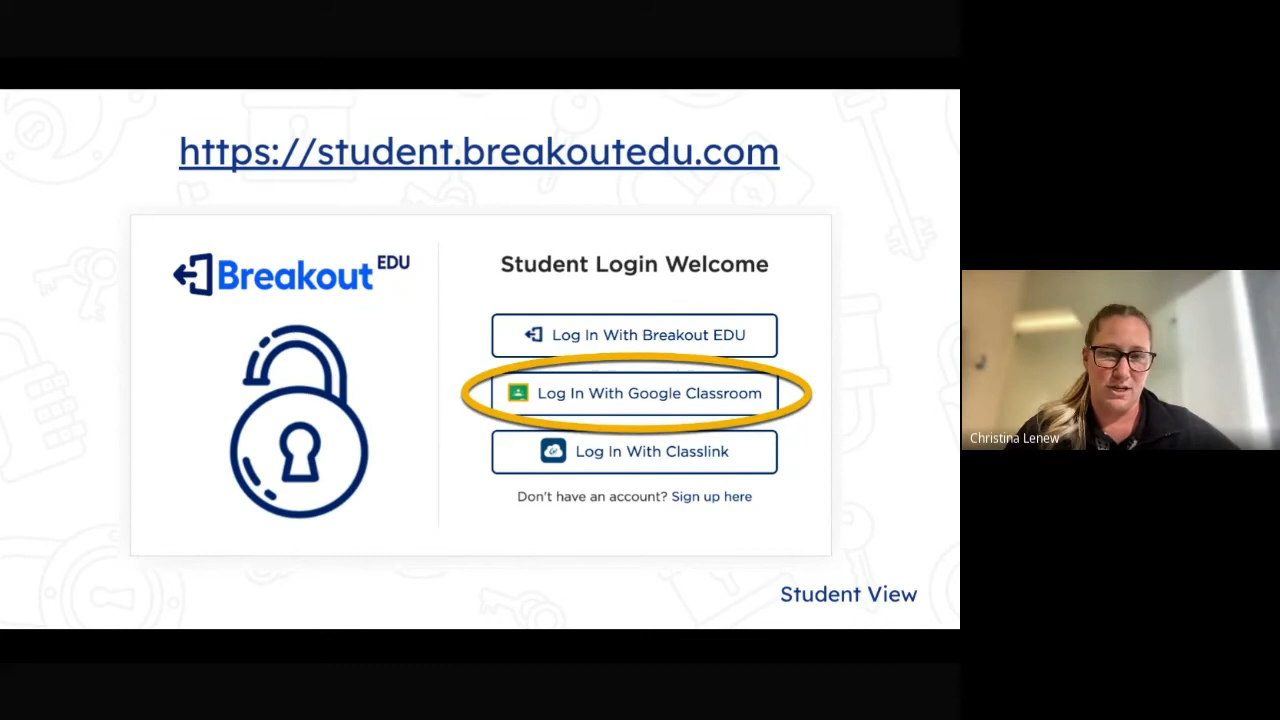 https://student.breakoutedu.com
Breakout EDU
Student Login Welcome
Log In With Breakout EDU
Log In With Google Classroom
Log In With Classlink
Don't have an account? Sign up here
Student View
Christina Lenew